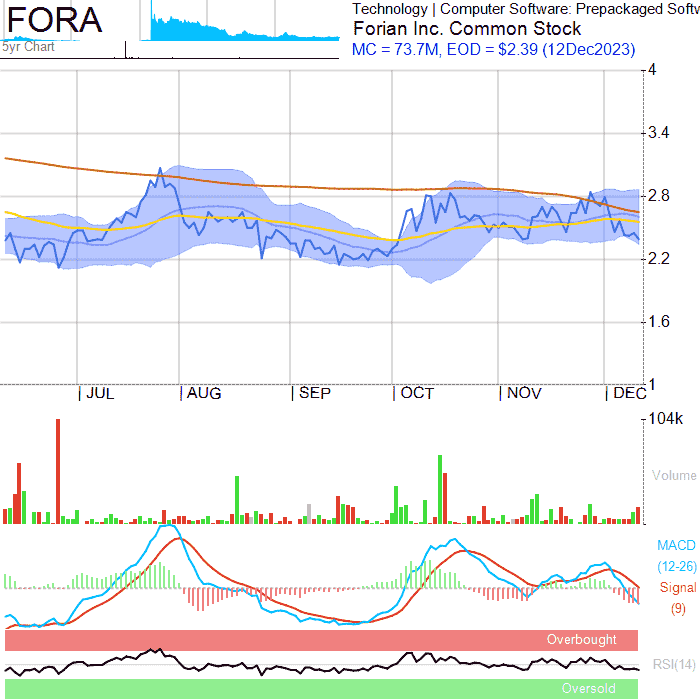 FORA
5yr Chart
Technology | Computer Software: Prepackaged Softw
Forian Inc. Common Stock
MC = 73.7M, EOD = $2.39 (12Dec2023)
4
3.4
2.8
2.2
1.6
1
JUL
AUG
SEP
OCT
NOV
DEC
104k
Volume
MACD
(12-26)
Signal
(9)
Overbought
RSI(14)
Oversold